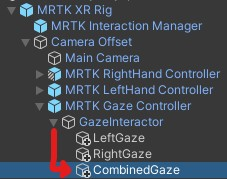 MRTK XR Rig
MRTK Interaction Manager
Camera Offset
Main Camera
MRTK RightHand Controller
MRTK LeftHand Controller
MRTK Gaze Controller
GazeInteractor
LeftGaze
RightGaze
CombinedGaze